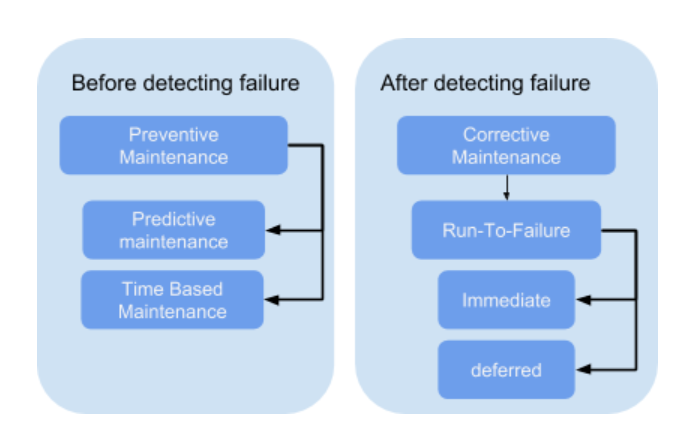 Before detecting failure
Preventive
Maintenance
Predictive
maintenance
Time Based
Maintenance
After detecting failure
Corrective
Maintenance
Run-To-Failure
Immediate
deferred